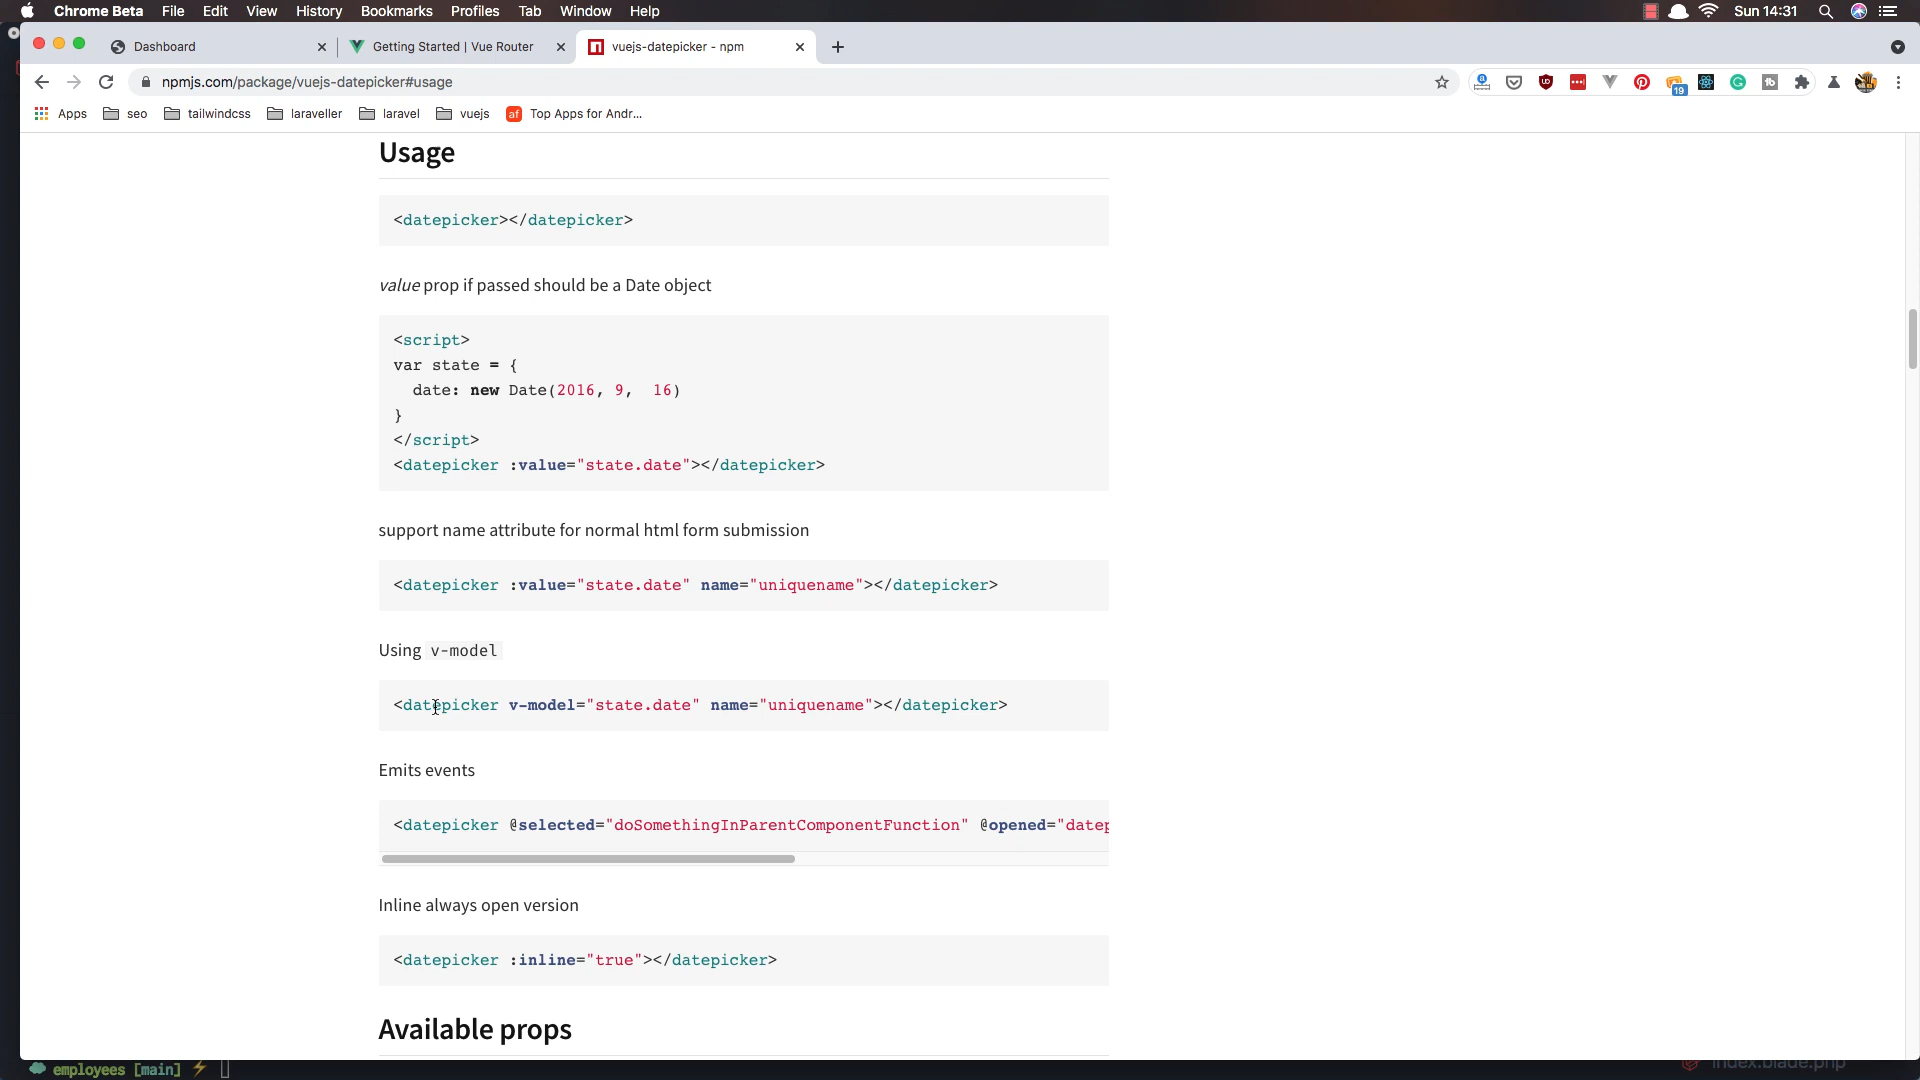 Chrome Beta File Edit View History Bookmarks Profiles Tab Window Help Sun 14:31
Dashboard Getting Started | Vue Router vuejs-datepicker - npm
npmjs.com/package/vuejs-datepicker#usage
19
Apps seo tailwindcss laraveller laravel vuejs Top Apps for Andr...
Usage
<datepicker></datepicker>
value prop if passed should be a Date object
<script>
var state = {
date: new Date(2016, 9,  16)
}
</script>
<datepicker :value="state.date"></datepicker>
support name attribute for normal html form submission
<datepicker :value="state.date" name="uniquename"></datepicker>
Using v-model
<datepicker v-model="state.date" name="uniquename"></datepicker>
Emits events
<datepicker @selected="doSomethingInParentComponentFunction" @opened="datep
Inline always open version
<datepicker :inline="true"></datepicker>
Available props
employees [main]
index.blade.php